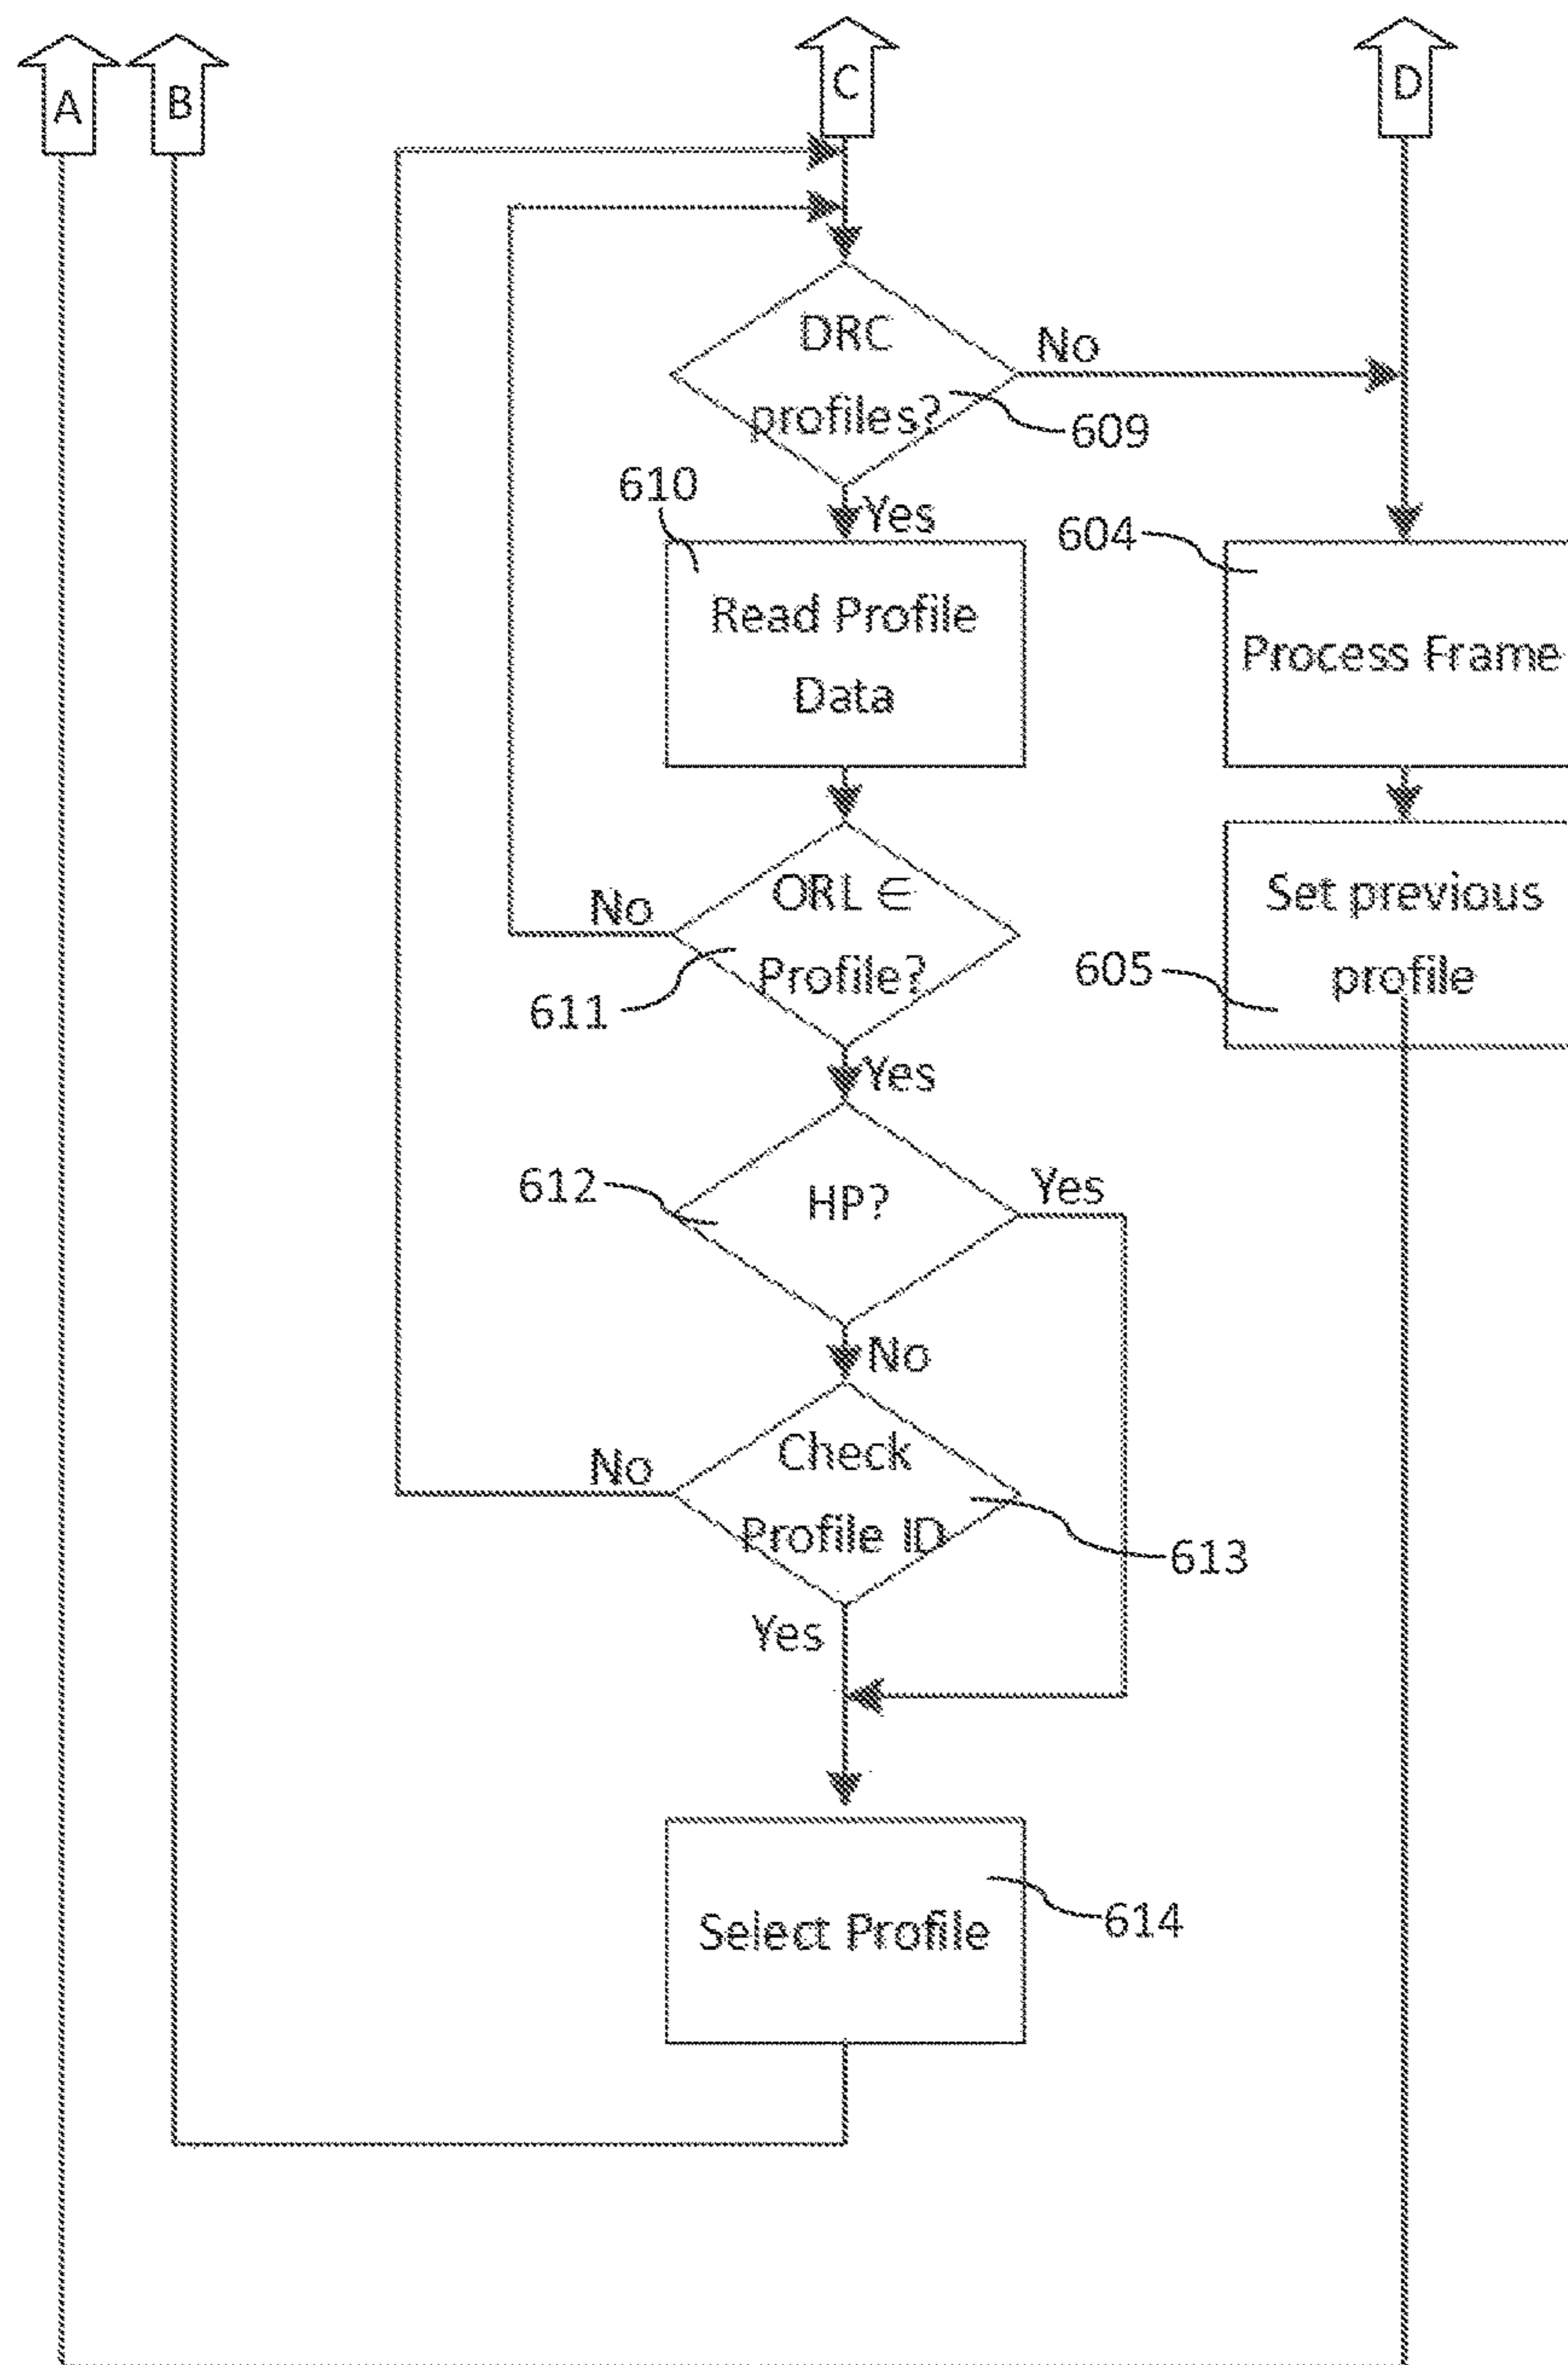 A
B
C
D
DRC
profiles?
No
609
Yes
610
Read Profile
Data
604
Process Frame
ORL ∈
Profile?
No
611
Yes
Set previous
profile
605
HP?
612
Yes
No
Check
Profile ID
No
613
Yes
Select Profile
614